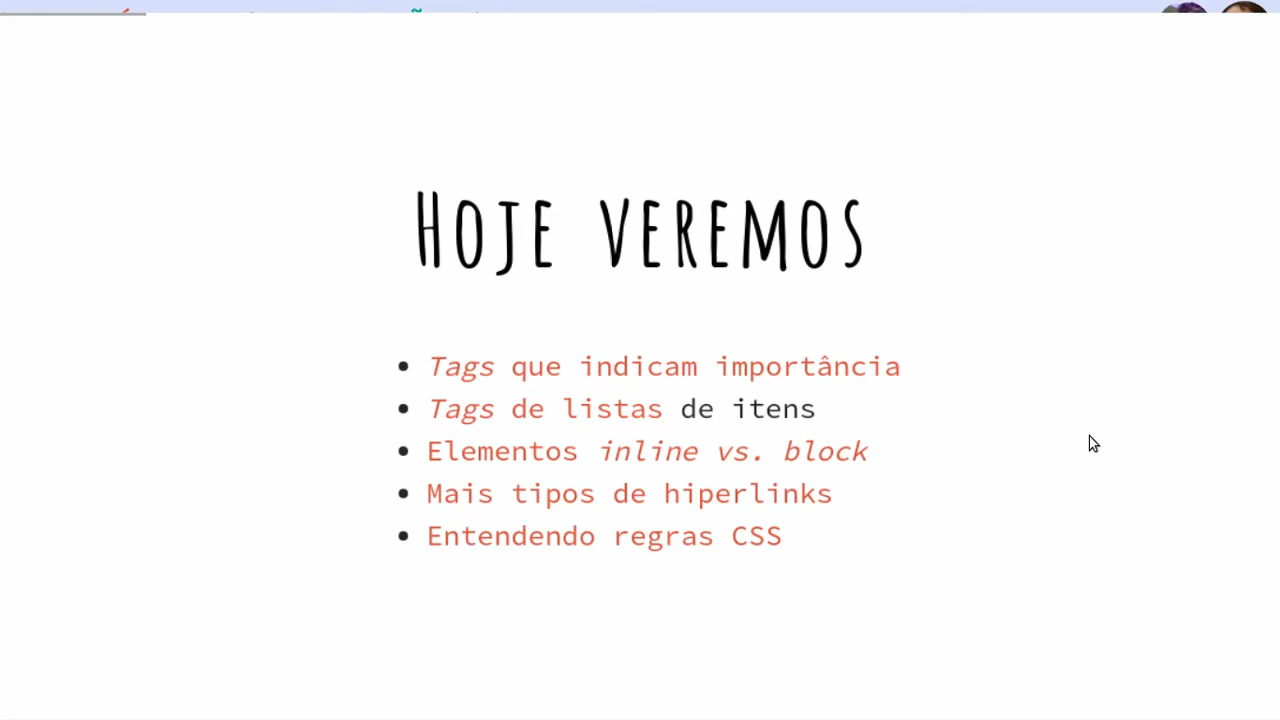 Hoje veremos
Tags que indicam importância
Tags de listas de itens
Elementos inline vs. block
Mais tipos de hiperlinks
Entendendo regras CSS